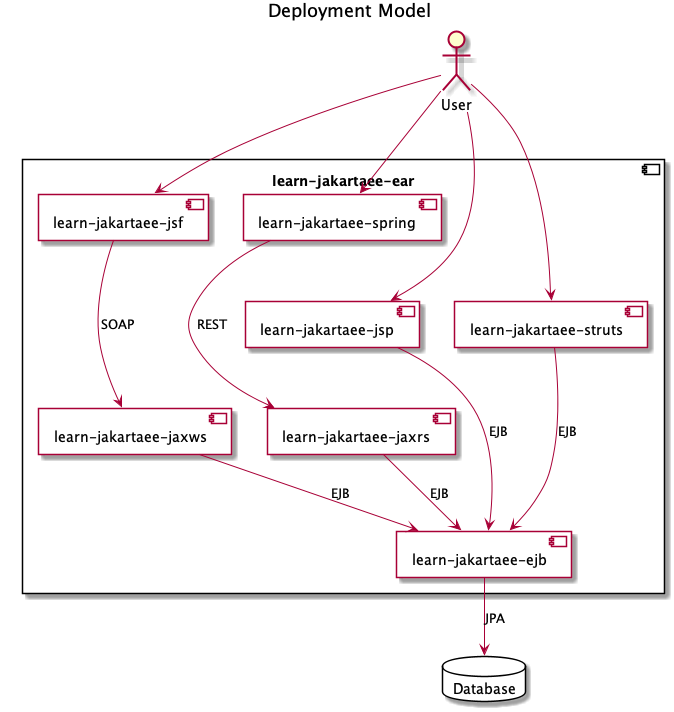 Deployment Model
User
learn-jakartaee-ear
learn-jakartaee-jsf
learn-jakartaee-spring
SOAP
REST
learn-jakartaee-jsp
learn-jakartaee-struts
learn-jakartaee-jaxws
learn-jakartaee-jaxrs
EJB
EJB
EJB
EJB
learn-jakartaee-ejb
JPA
Database